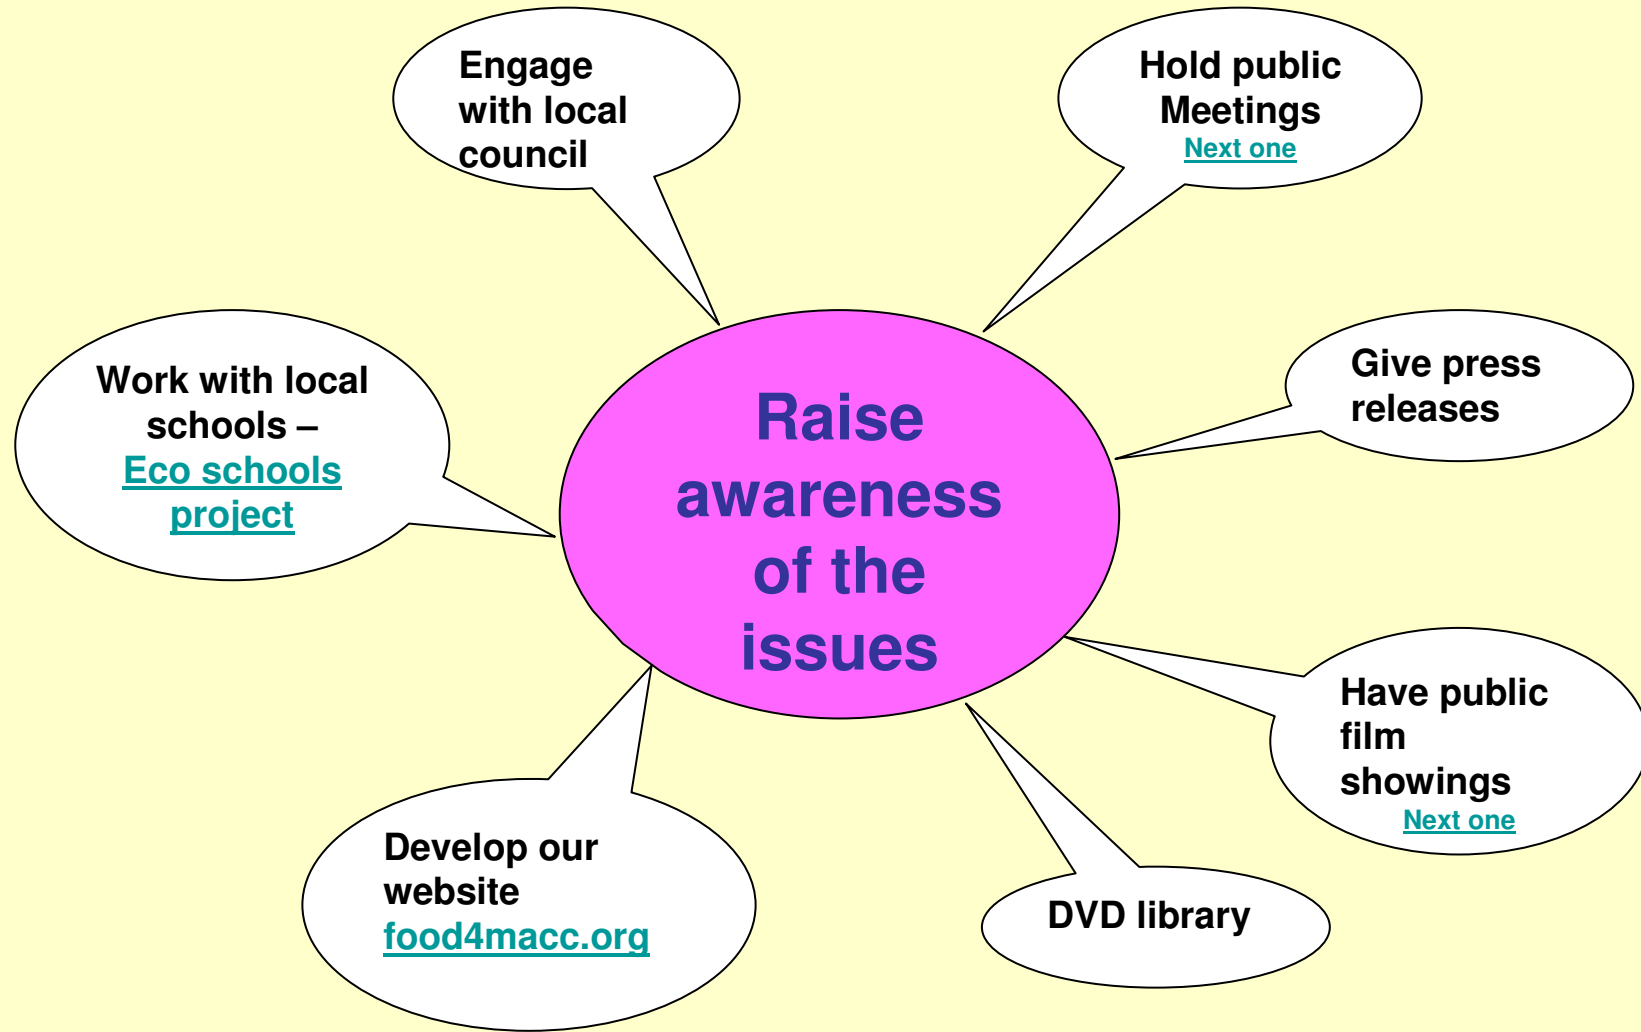 Engage
with local
council
Hold public
Meetings
Next one
Work with local
schools –
Eco schools
project
Raise
awareness
of the
issues
Give press
releases
Have public
film
showings
Next one
Develop our
website
food4macc.org
DVD library